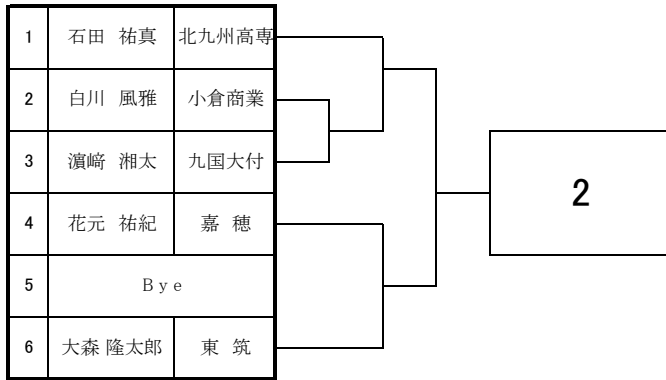 1 石田 祐真 北九州高専
2 白川 風雅 小倉商業
3 濵﨑 湘太 九国大付
4 花元 祐紀 嘉 穂
5 Bye
6 大森 隆太郎 東 筑
2